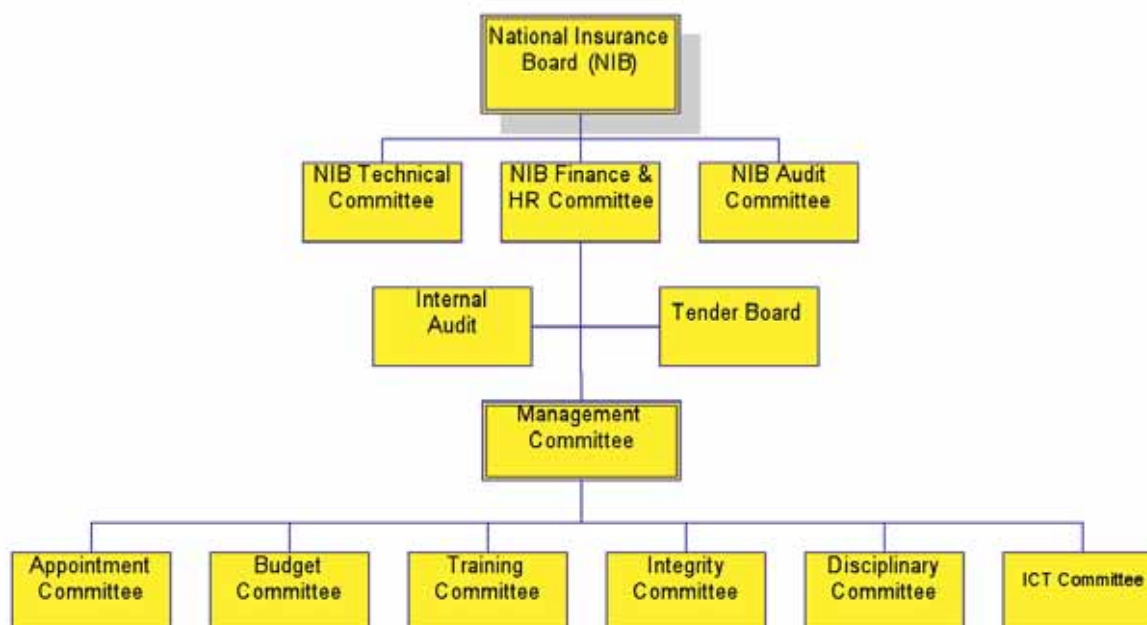 National Insurance
Board (NIB)
NIB Technical
Committee
NIB Finance &
HR Committee
NIB Audit
Committee
Internal
Audit
Tender Board
Management
Committee
Appointment
Committee
Budget
Committee
Training
Committee
Integrity
Committee
Disciplinary
Committee
ICT Committee